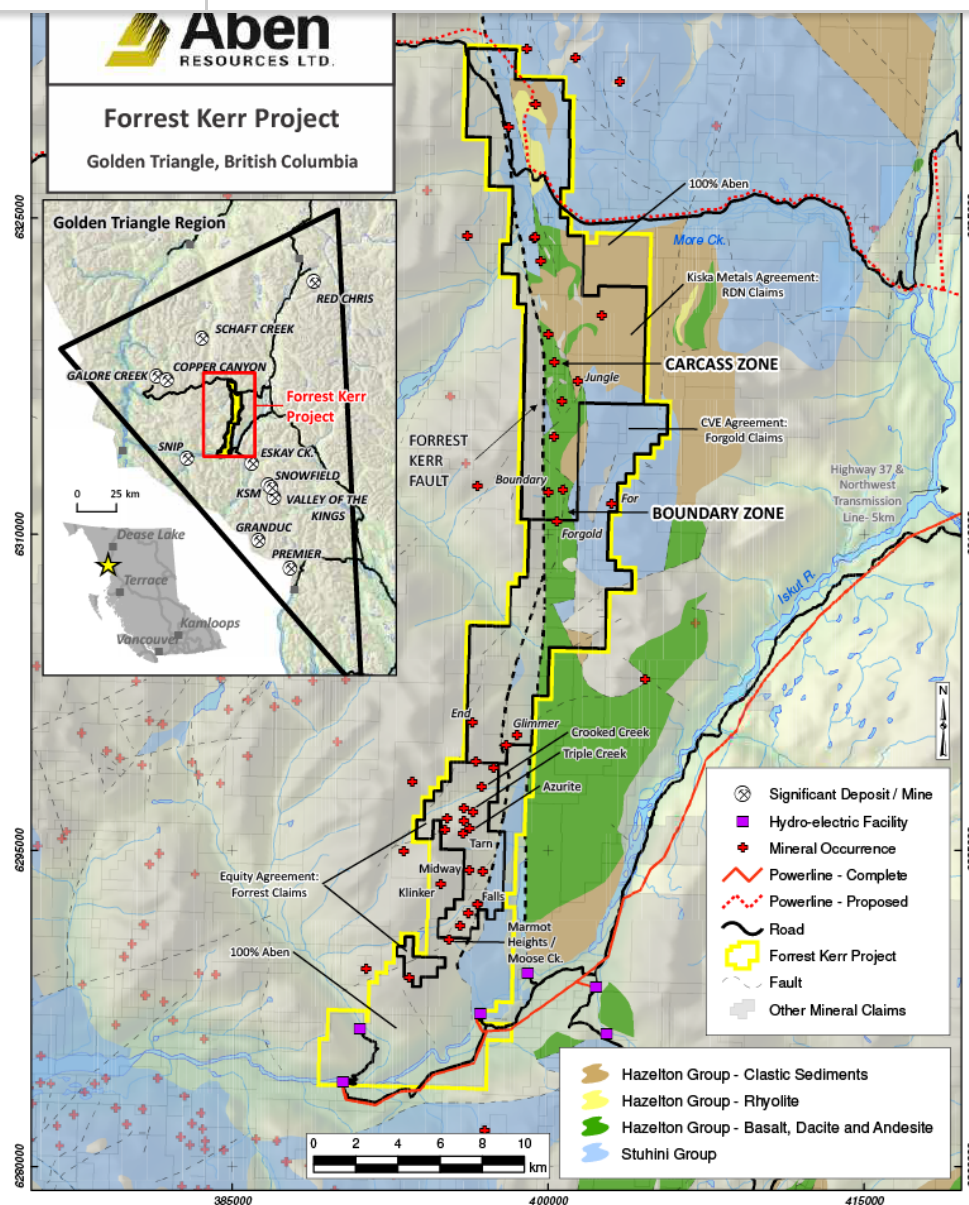 Aben
RESOURCES LTD.
Forrest Kerr Project
Golden Triangle, British Columbia
Golden Triangle Region
RED CHRIS
SCHAFT CREEK
COPPER CANYON
GALORE CREEK
Forrest Kerr
Project
SNIP
ESKAY CK.
SNOWFIELD
KSM
VALLEY OF THE
KINGS
GRANDUC
PREMIER
0 25 km
Dease Lake
Terrace
Kamloops
Vancouver
100% Aben
More Ck.
Kiska Metals Agreement:
RDN Claims
CARCASS ZONE
Jungle
CVE Agreement:
Forgold Claims
FORREST
KERR
FAULT
Boundary
For
BOUNDARY ZONE
Forgold
Highway 37 &
Northwest
Transmission
Line- 5km
Iskut R.
End
Glimmer
Crooked Creek
Triple Creek
Azurite
Tarn
Equity Agreement:
Forrest Claims
Midway
Klinker
Falls
Marmot
Heights /
Moose Ck.
100% Aben
N
Significant Deposit / Mine
Hydro-electric Facility
Mineral Occurrence
Powerline - Complete
Powerline - Proposed
Road
Forrest Kerr Project
Fault
Other Mineral Claims
Hazelton Group - Clastic Sediments
Hazelton Group - Rhyolite
Hazelton Group - Basalt, Dacite and Andesite
Stuhini Group
0 2 4 6 8 10
km
6325000
6310000
6295000
6280000
385000
400000
415000